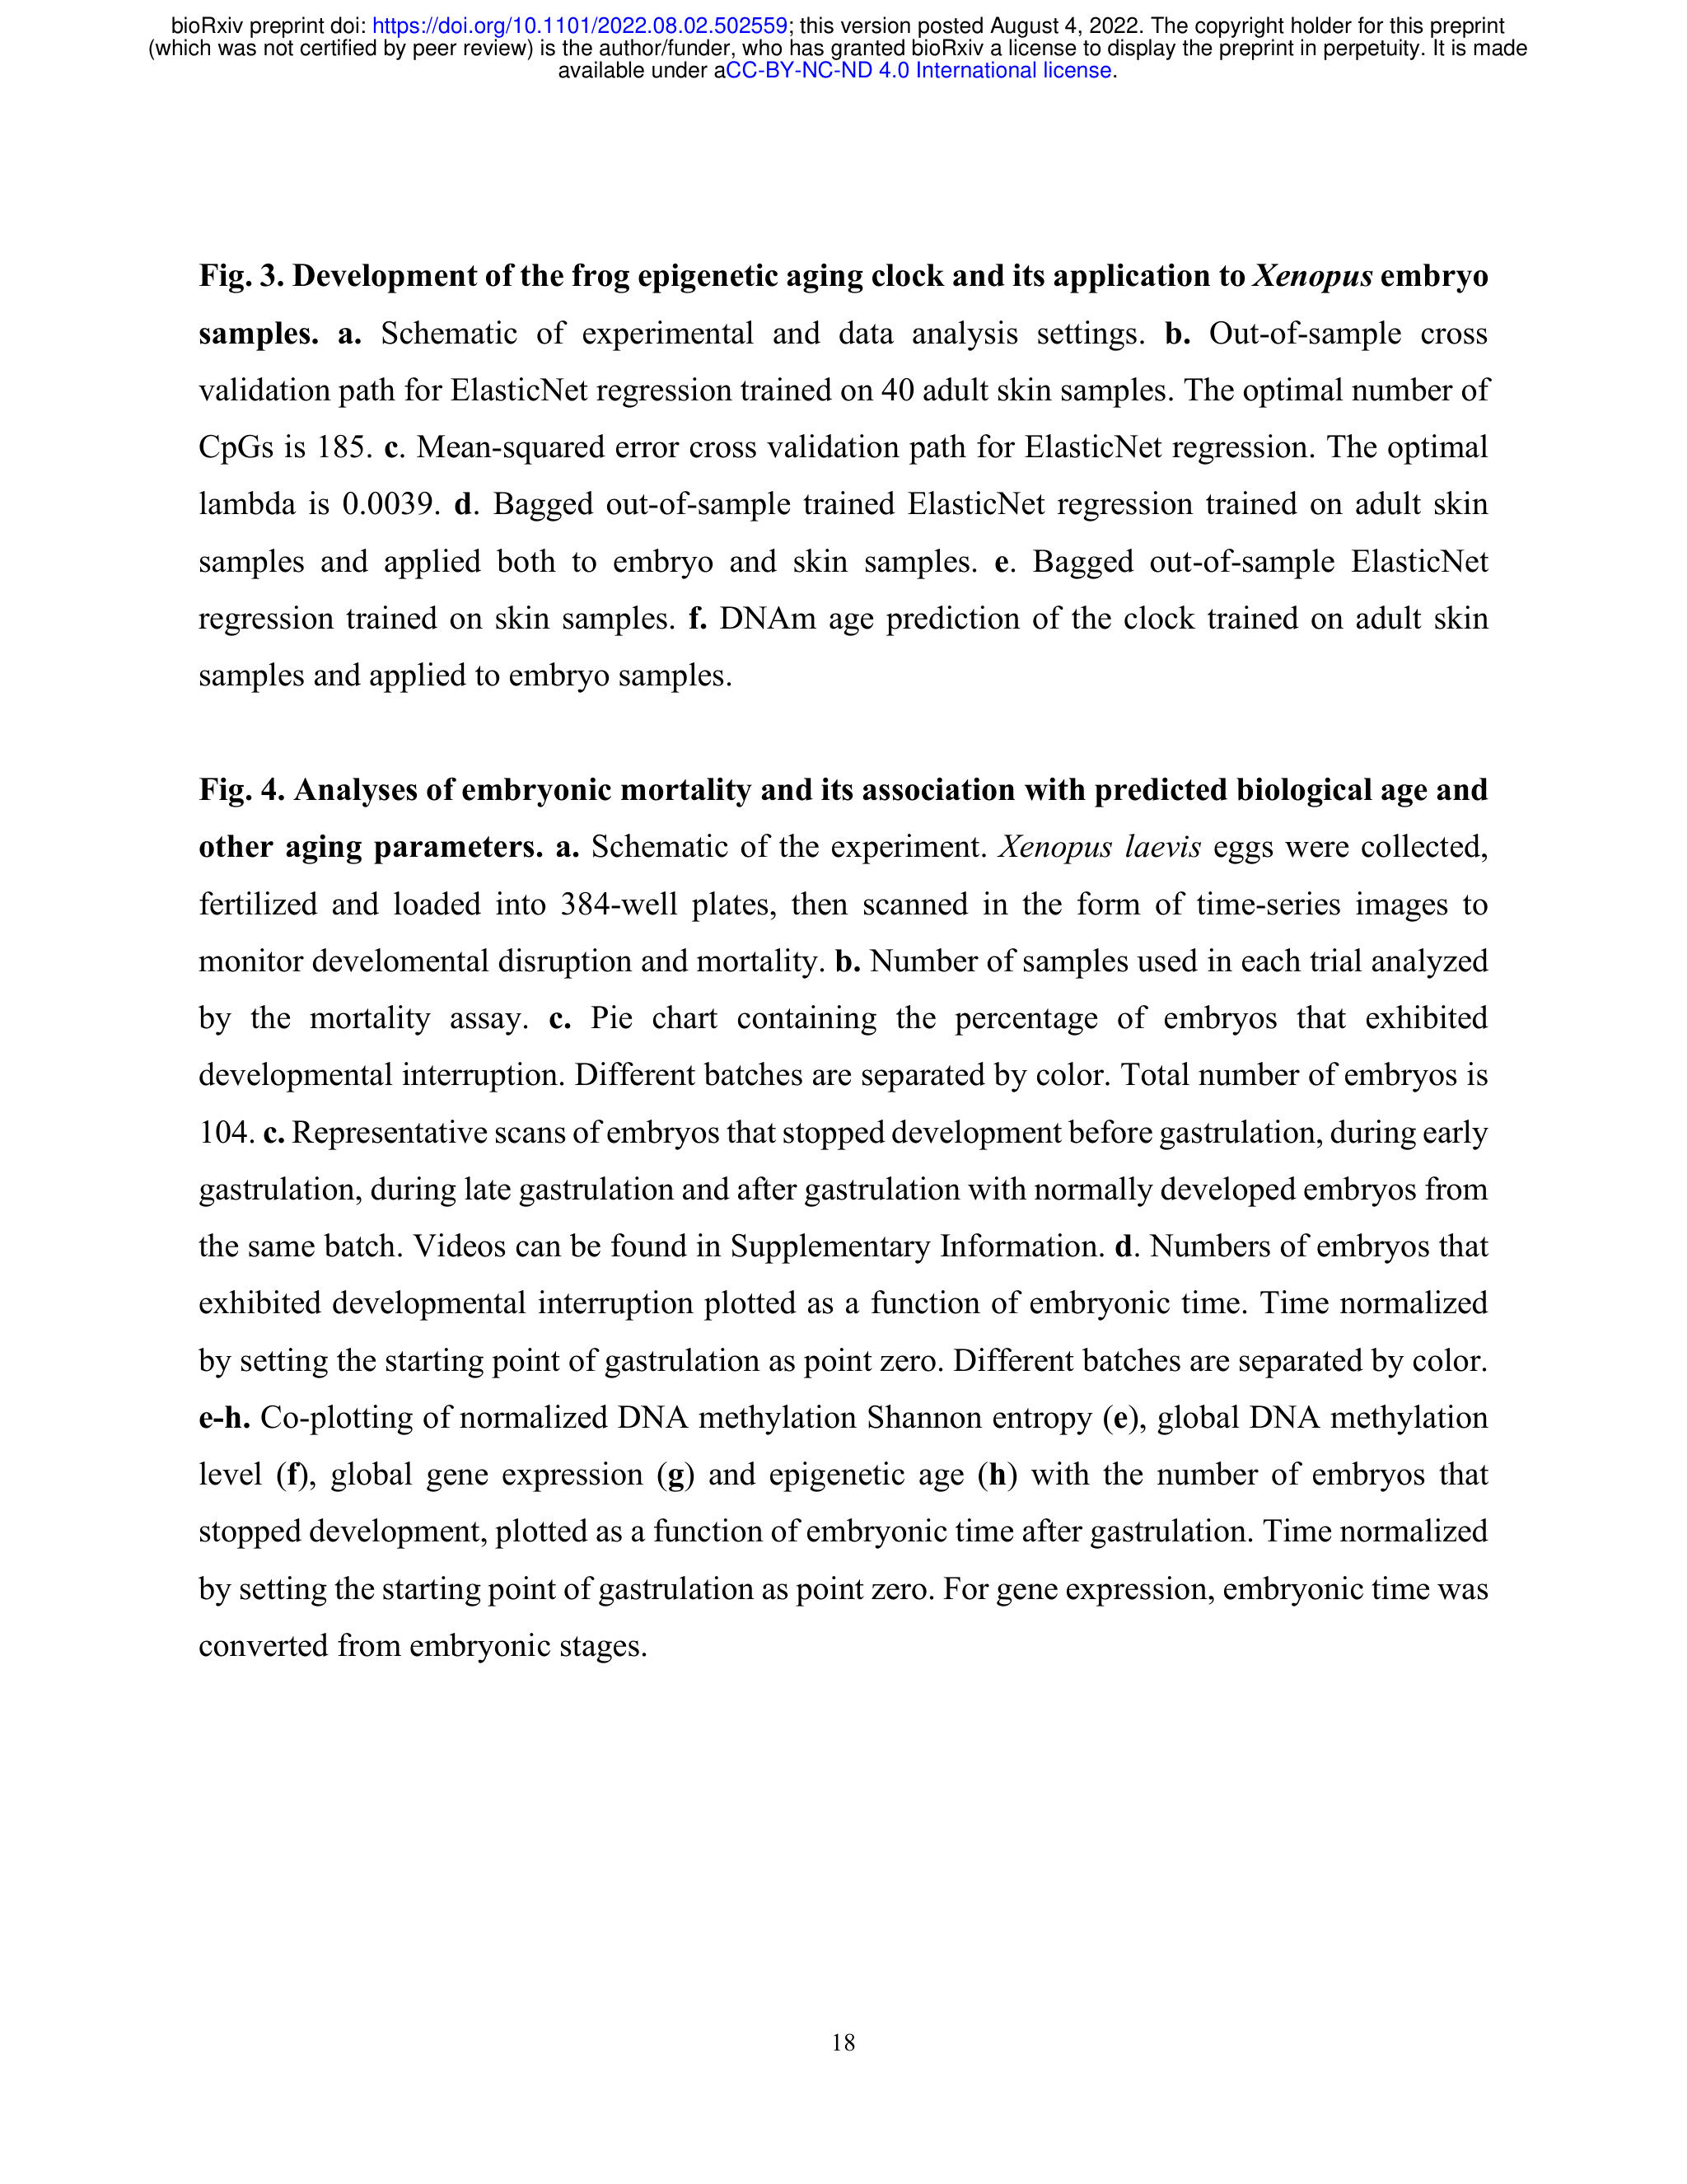 bioRxiv preprint doi: https://doi.org/10.1101/2022.08.02.502559; this version posted August 4, 2022. The copyright holder for this preprint
(which was not certified by peer review) is the author/funder, who has granted bioRxiv a license to display the preprint in perpetuity. It is made
available under aCC-BY-NC-ND 4.0 International license.
Fig. 3. Development of the frog epigenetic aging clock and its application to Xenopus embryo
samples. a. Schematic of experimental and data analysis settings. b. Out-of-sample cross
validation path for ElasticNet regression trained on 40 adult skin samples. The optimal number of
CpGs is 185. c. Mean-squared error cross validation path for ElasticNet regression. The optimal
lambda is 0.0039. d. Bagged out-of-sample trained ElasticNet regression trained on adult skin
samples and applied both to embryo and skin samples. e. Bagged out-of-sample ElasticNet
regression trained on skin samples. f. DNAm age prediction of the clock trained on adult skin
samples and applied to embryo samples.
Fig. 4. Analyses of embryonic mortality and its association with predicted biological age and
other aging parameters. a. Schematic of the experiment. Xenopus laevis eggs were collected,
fertilized and loaded into 384-well plates, then scanned in the form of time-series images to
monitor develomental disruption and mortality. b. Number of samples used in each trial analyzed
by the mortality assay. c. Pie chart containing the percentage of embryos that exhibited
developmental interruption. Different batches are separated by color. Total number of embryos is
104. c. Representative scans of embryos that stopped development before gastrulation, during early
gastrulation, during late gastrulation and after gastrulation with normally developed embryos from
the same batch. Videos can be found in Supplementary Information. d. Numbers of embryos that
exhibited developmental interruption plotted as a function of embryonic time. Time normalized
by setting the starting point of gastrulation as point zero. Different batches are separated by color.
e-h. Co-plotting of normalized DNA methylation Shannon entropy (e), global DNA methylation
level (f), global gene expression (g) and epigenetic age (h) with the number of embryos that
stopped development, plotted as a function of embryonic time after gastrulation. Time normalized
by setting the starting point of gastrulation as point zero. For gene expression, embryonic time was
converted from embryonic stages.
18